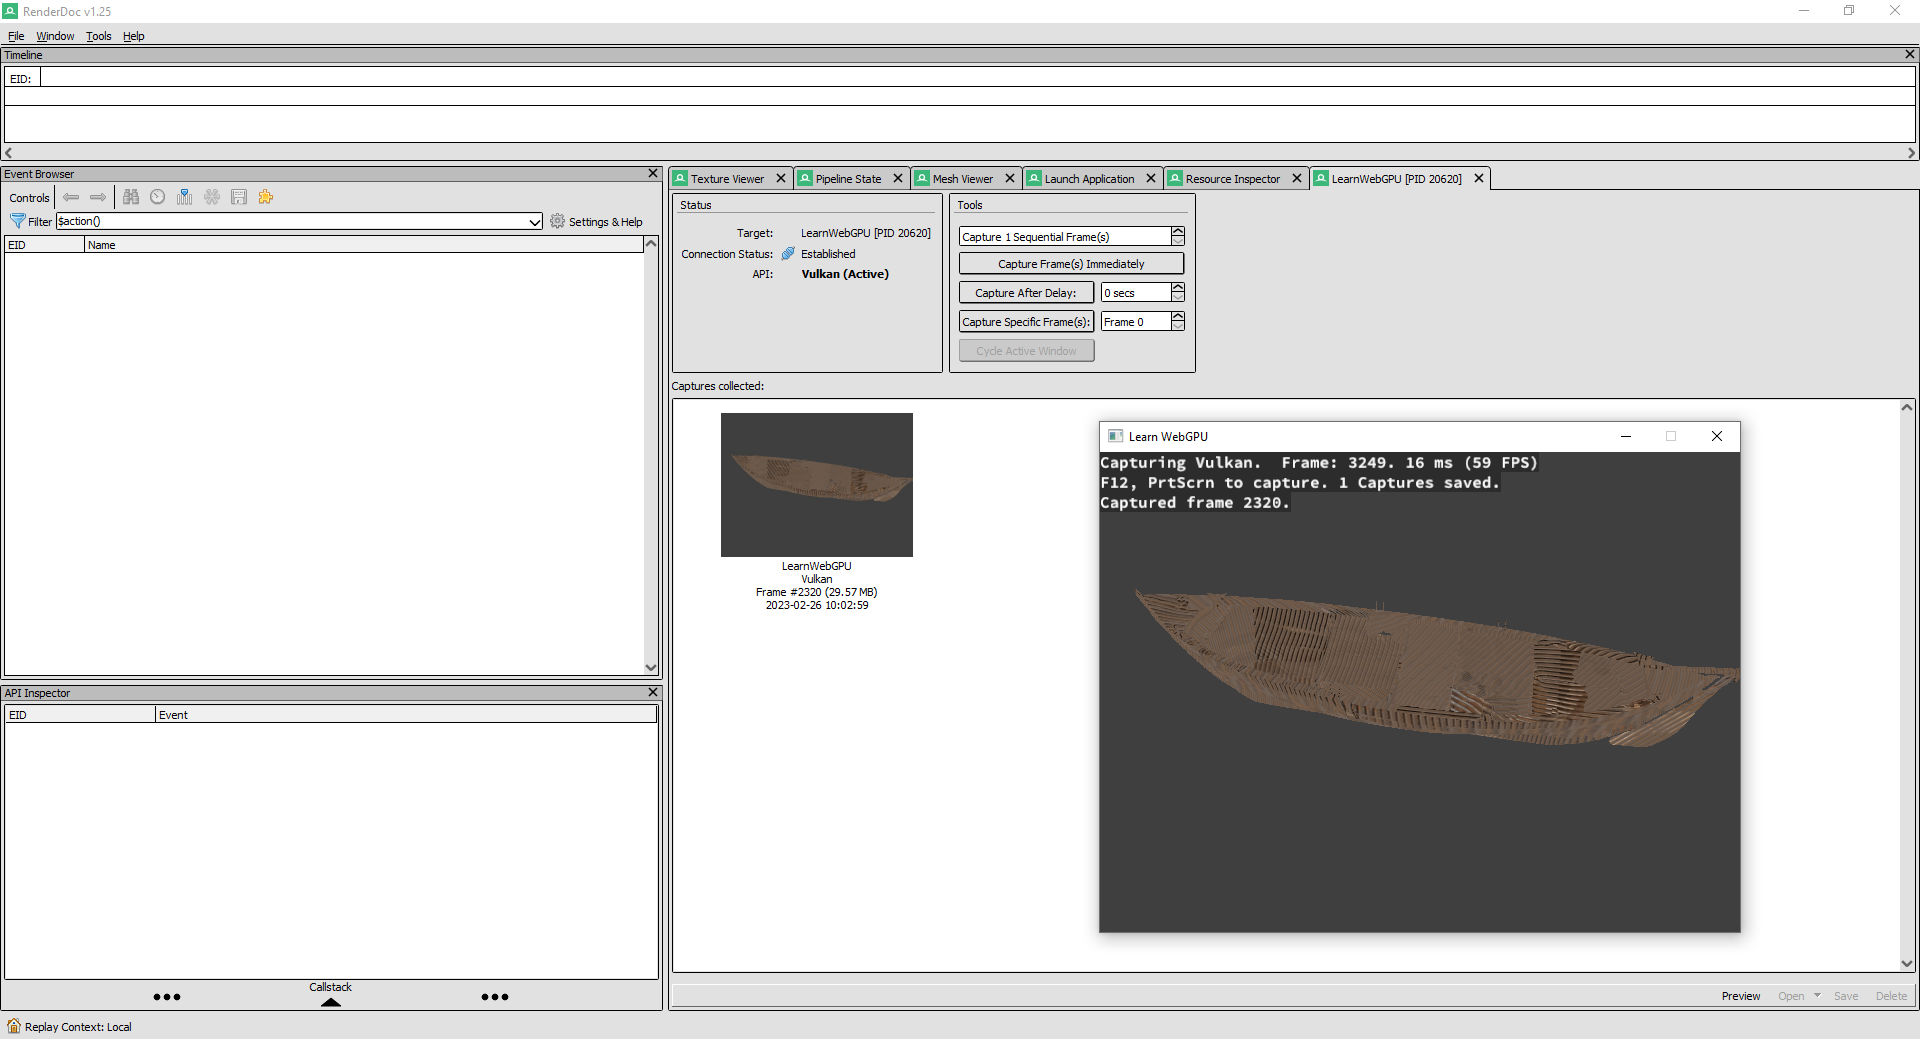 RenderDoc v1.25
File Window Tools Help
Timeline
EID:
Event Browser
Controls
Filter $action() Settings & Help
EID Name
API Inspector
EID Event
Callstack
Texture Viewer Pipeline State Mesh Viewer Launch Application Resource Inspector LearnWebGPU [PID 20620]
Status
Target: LearnWebGPU [PID 20620]
Connection Status: Established
API: Vulkan (Active)
Tools
Capture 1 Sequential Frame(s)
Capture Frame(s) Immediately
Capture After Delay: 0 secs
Capture Specific Frame(s): Frame 0
Cycle Active Window
Captures collected:
LearnWebGPU
Vulkan
Frame #2320 (29.57 MB)
2023-02-26 10:02:59
Learn WebGPU
Capturing Vulkan. Frame: 3249. 16 ms (59 FPS)
F12, PrtScrn to capture. 1 Captures saved.
Captured frame 2320.
Preview Open Save Delete
Replay Context: Local